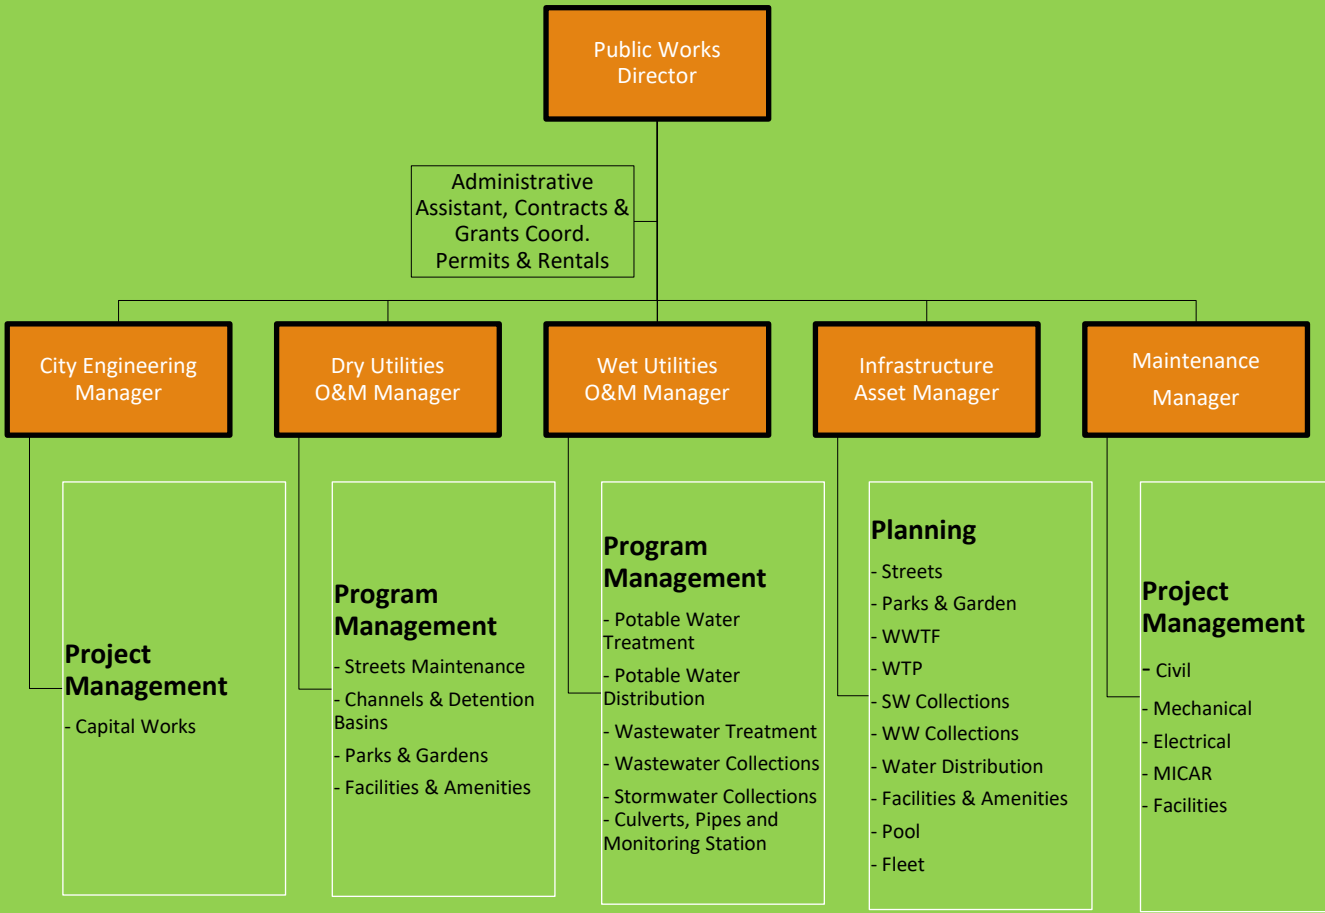 Public Works
Director
Administrative
Assistant, Contracts &
Grants Coord.
Permits & Rentals
City Engineering
Manager
Dry Utilities
O&M Manager
Wet Utilities
O&M Manager
Infrastructure
Asset Manager
Maintenance
Manager
Project
Management
- Capital Works
Program
Management
- Streets Maintenance
- Channels & Detention
Basins
- Parks & Gardens
- Facilities & Amenities
Program
Management
- Potable Water
Treatment
- Potable Water
Distribution
- Wastewater Treatment
- Wastewater Collections
- Stormwater Collections
- Culverts, Pipes and
Monitoring Station
Planning
- Streets
- Parks & Garden
- WWTF
- WTP
- SW Collections
- WW Collections
- Water Distribution
- Facilities & Amenities
- Pool
- Fleet
Project
Management
- Civil
- Mechanical
- Electrical
- MICAR
- Facilities